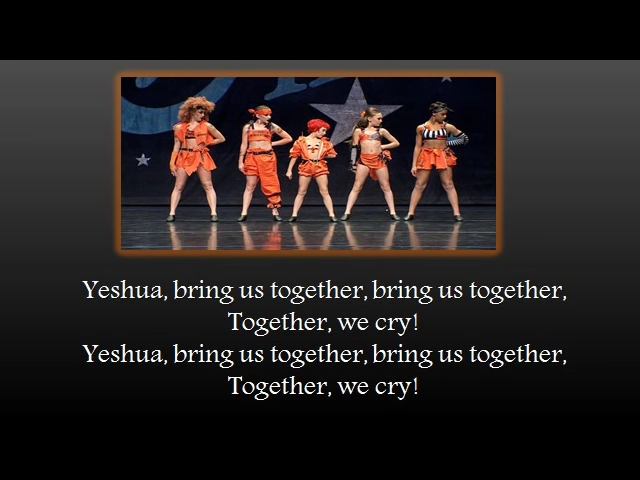 Yeshua, bring us together, bring us together,
Together, we cry!
Yeshua, bring us together, bring us together,
Together, we cry!